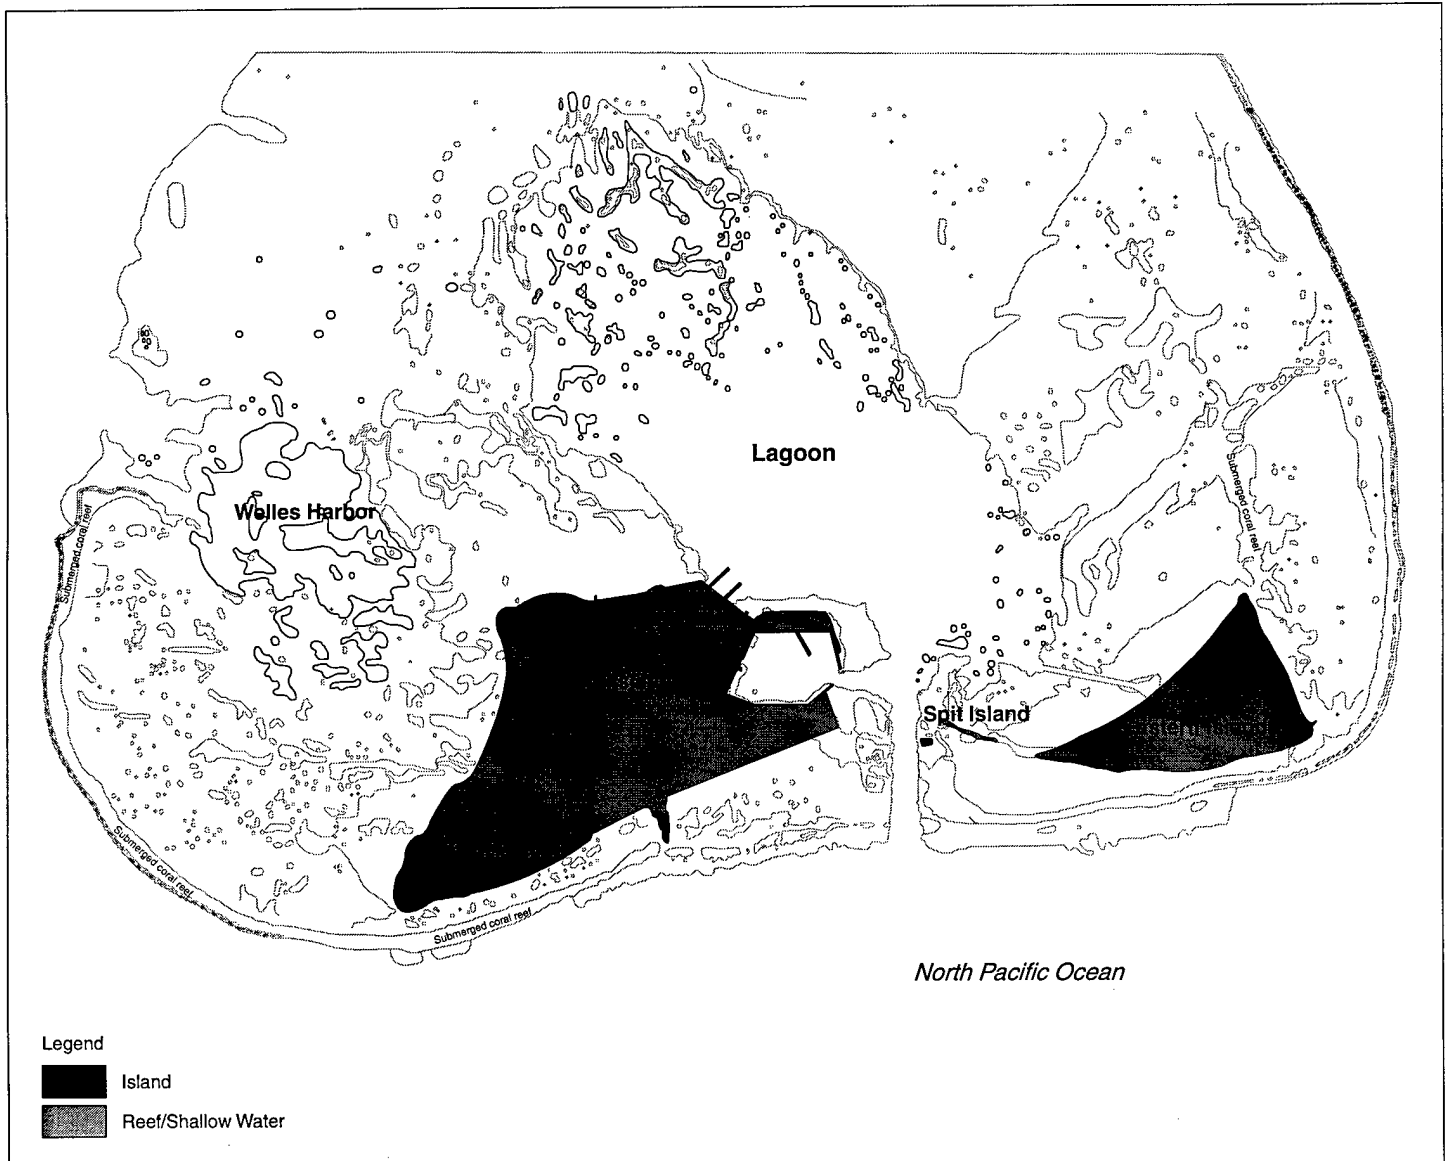 Lagoon
Welles Harbor
Submerged coral reef
Submerged coral reef
Spit Island
Submerged coral reef
Submerged coral reef
North Pacific Ocean
Legend
Island
Reef/Shallow Water